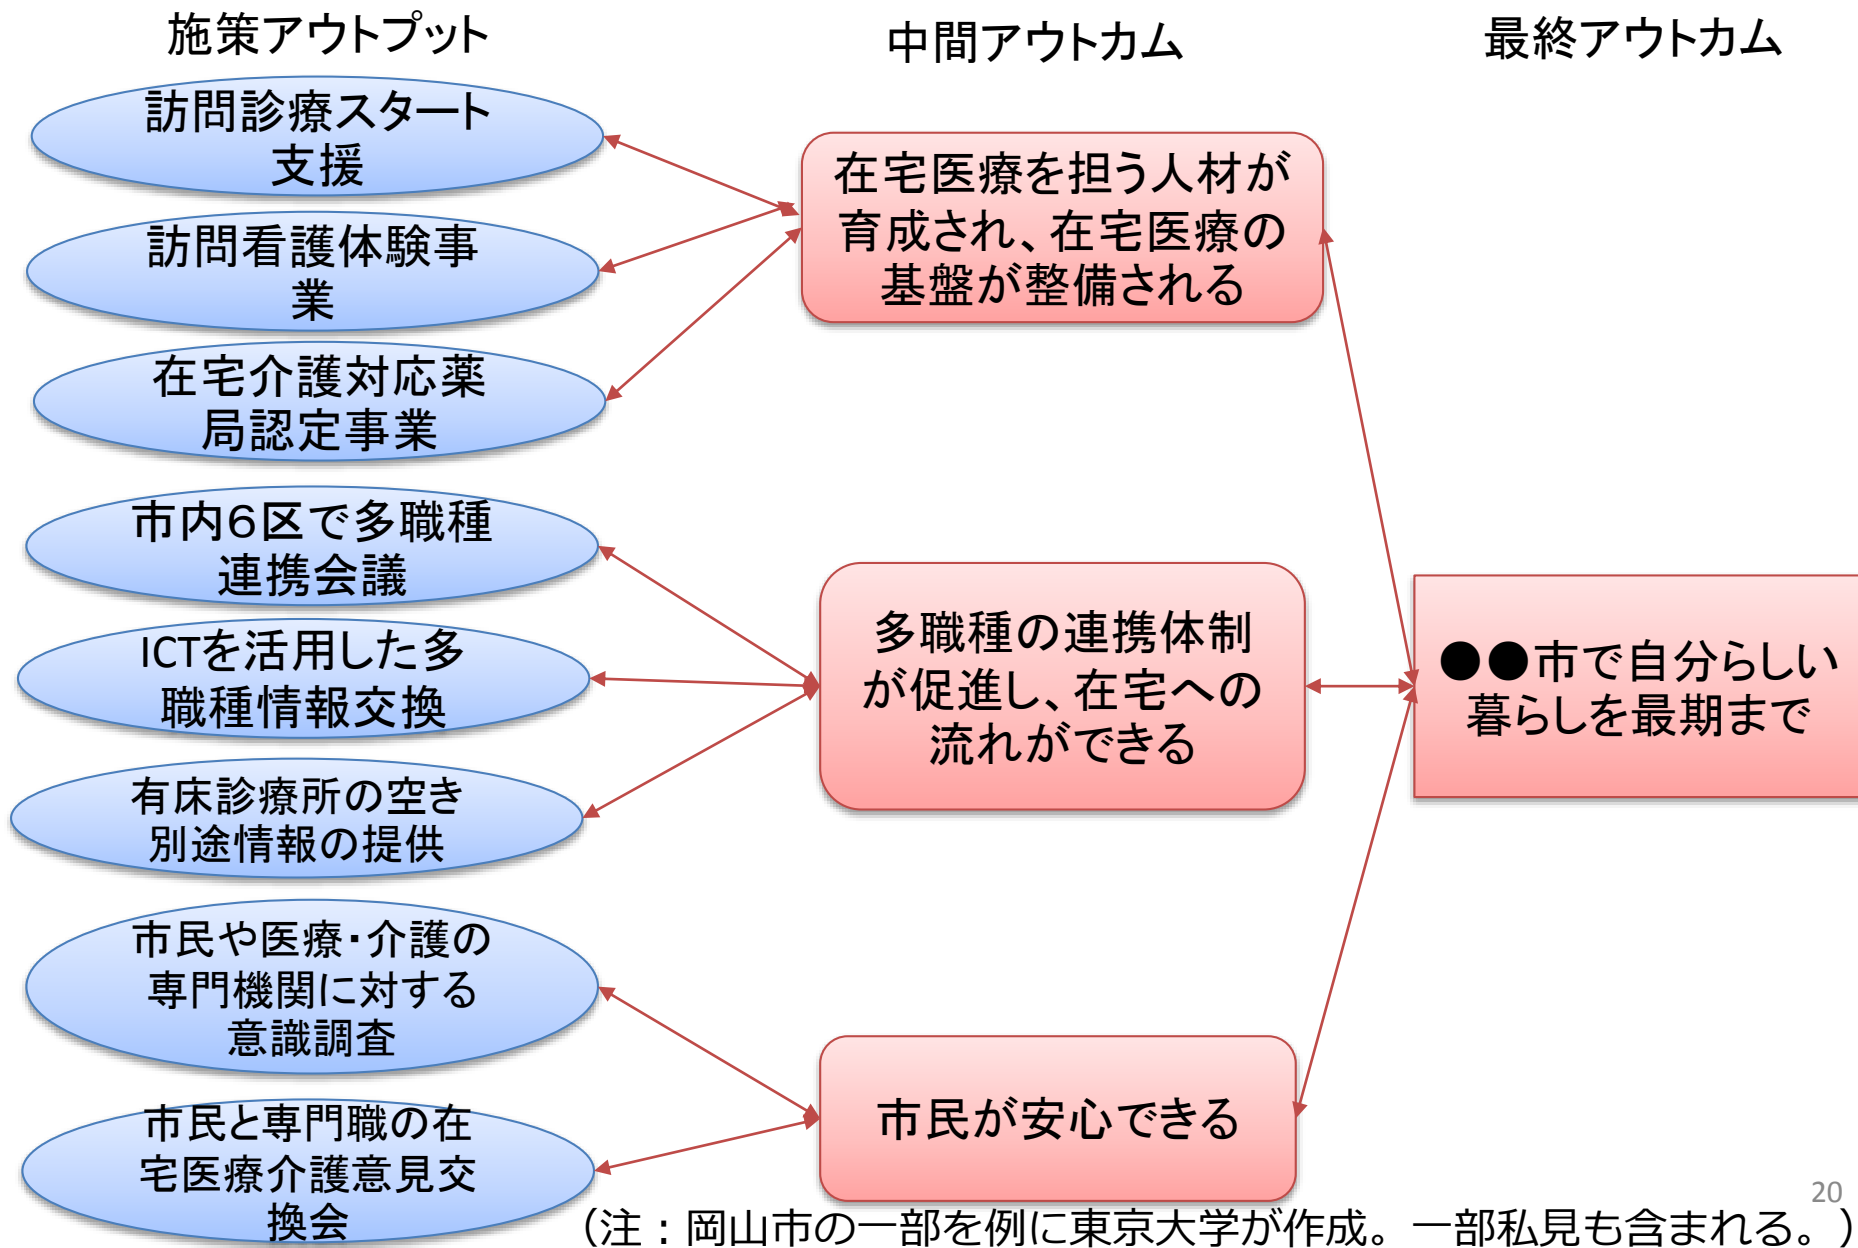 施策アウトプット
中間アウトカム
最終アウトカム
訪問診療スタート
支援
訪問看護体験事
業
在宅介護対応薬
局認定事業
市内6区で多職種
連携会議
ICTを活用した多
職種情報交換
有床診療所の空き
別途情報の提供
市民や医療・介護の
専門機関に対する
意識調査
市民と専門職の在
宅医療介護意見交
換会
在宅医療を担う人材が
育成され、在宅医療の
基盤が整備される
多職種の連携体制
が促進し、在宅への
流れができる
市民が安心できる
●●市で自分らしい
暮らしを最期まで
20
(注：岡山市の一部を例に東京大学が作成。一部私見も含まれる。)